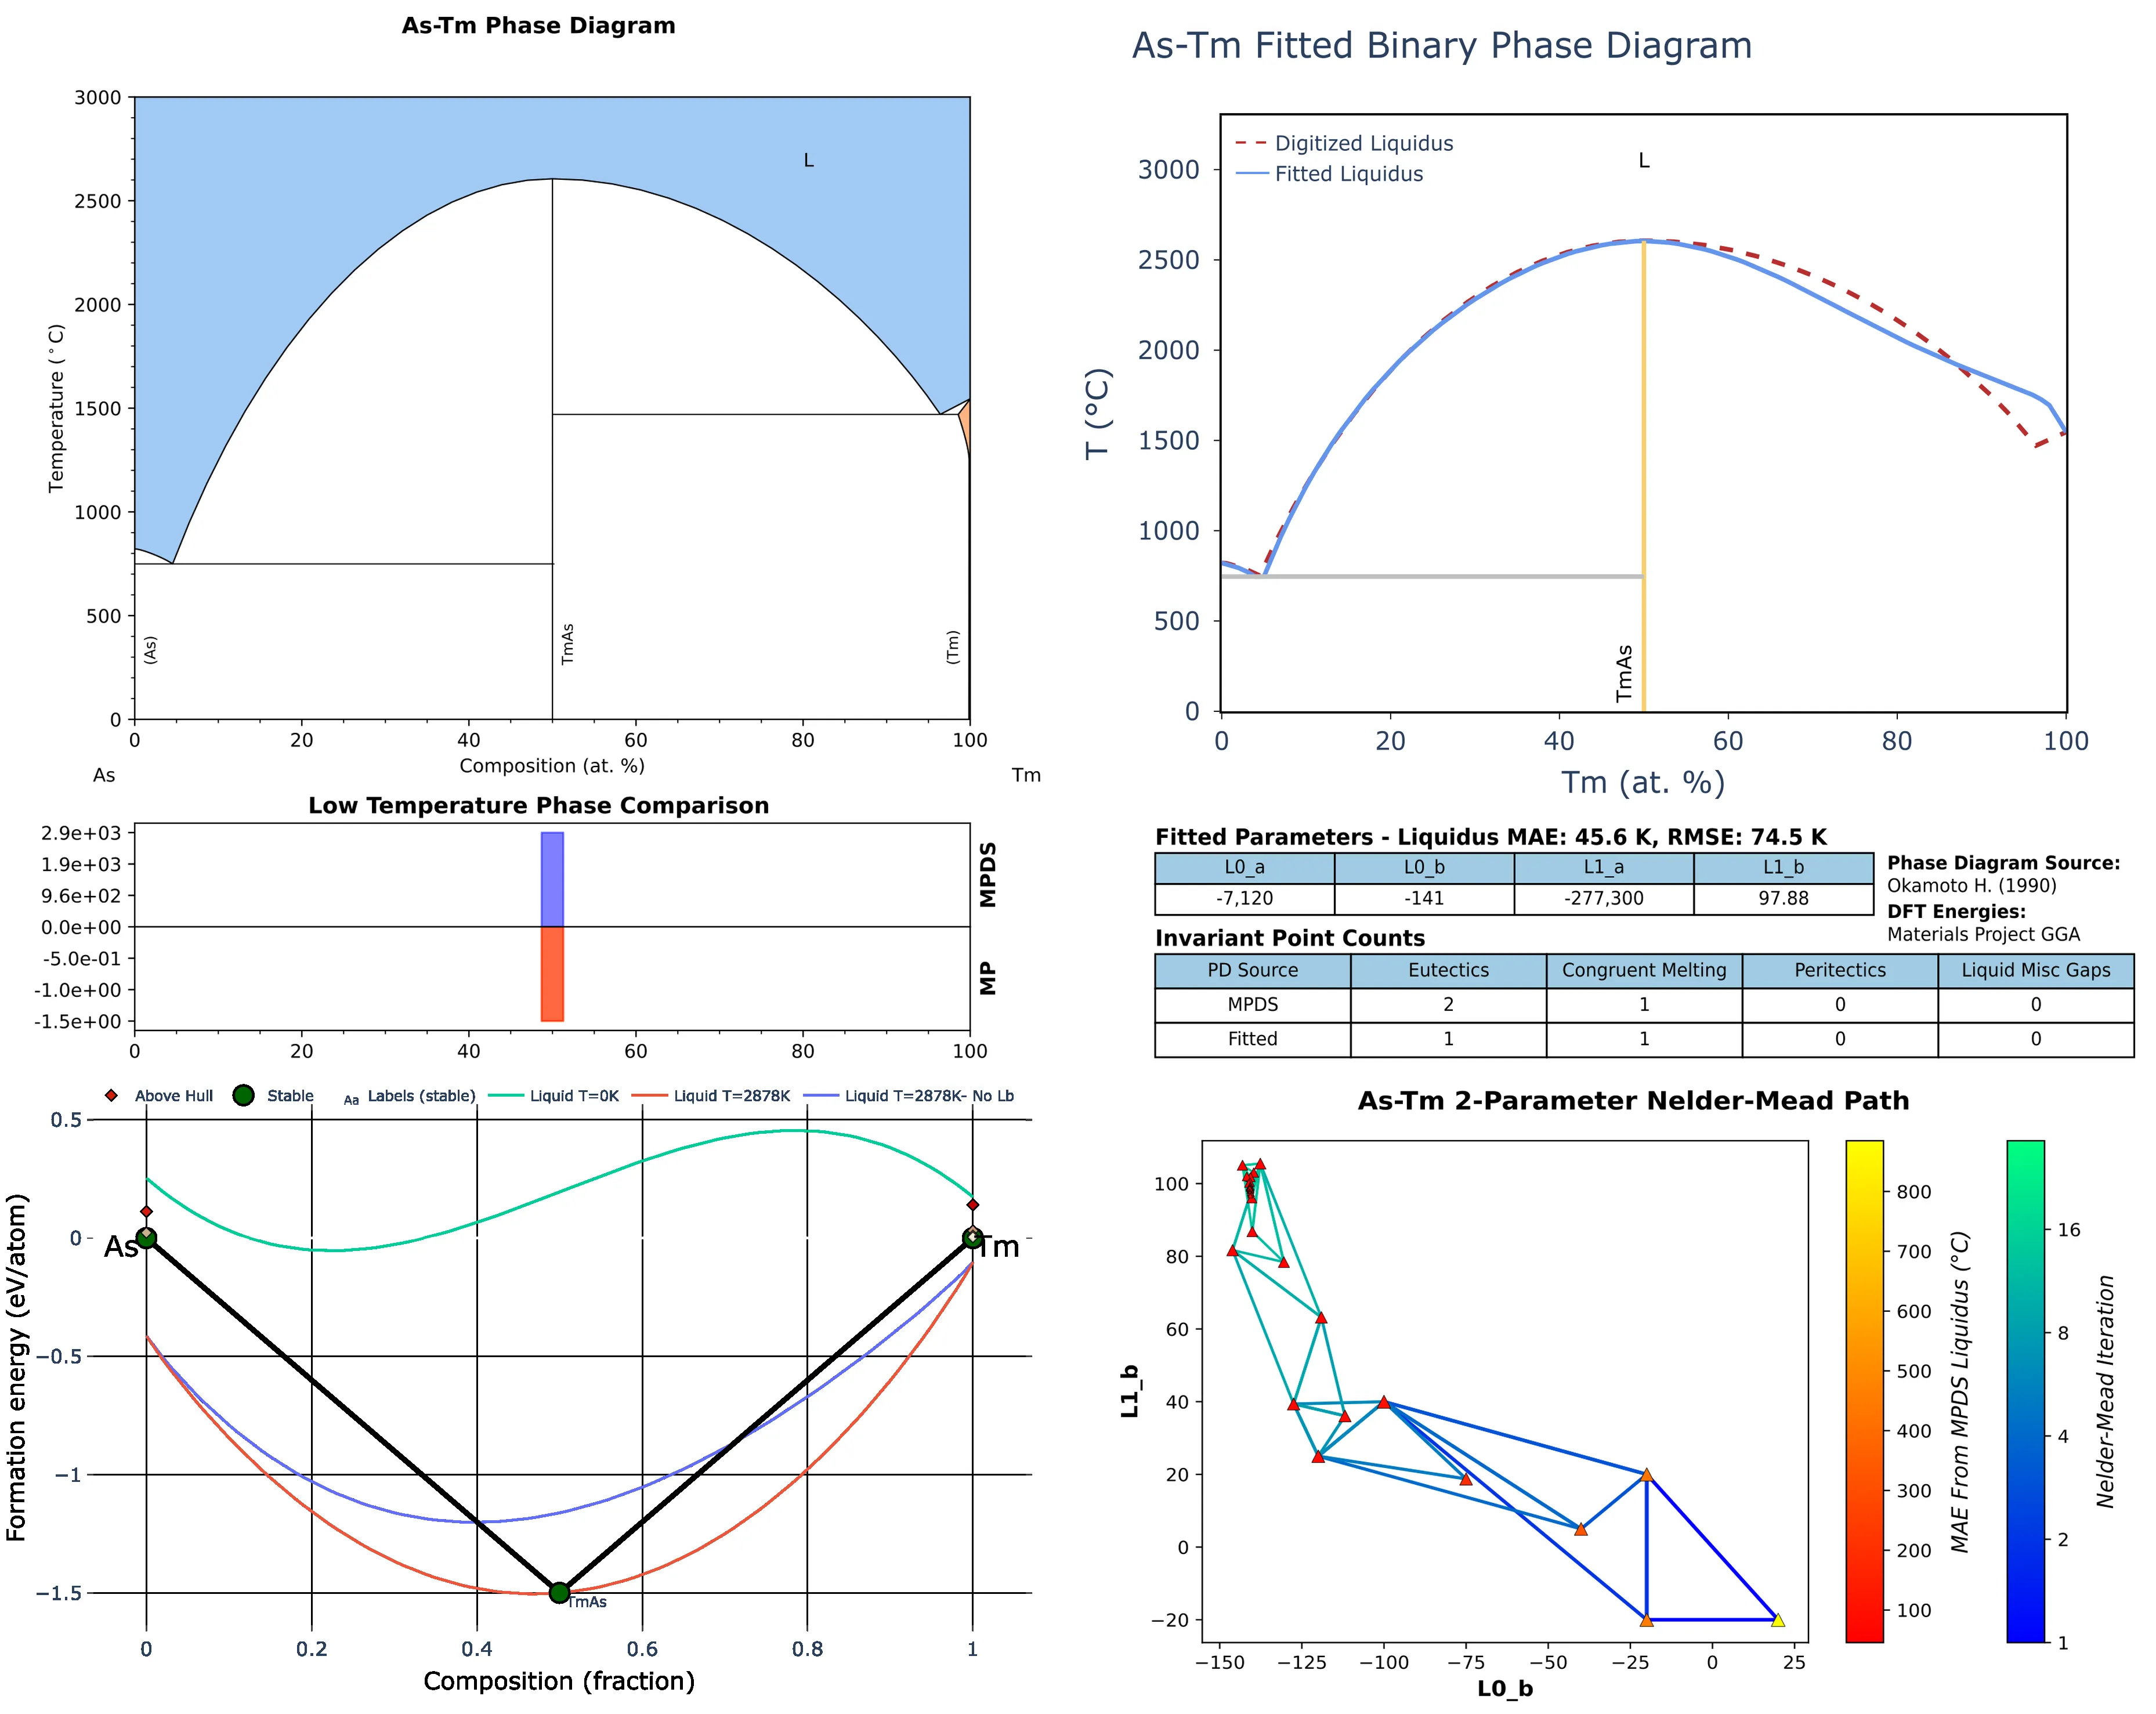 As-Tm Phase Diagram
3000
2500
2000
1500
1000
500
0
Temperature (°C)
L
(As)
TmAs
(Tm)
0 20 40 60 80 100
Composition (at. %)
As
Tm
As-Tm Fitted Binary Phase Diagram
Digitized Liquidus
Fitted Liquidus
L
3000
2500
2000
1500
1000
500
0
T (°C)
TmAs
0 20 40 60 80 100
Tm (at. %)
Low Temperature Phase Comparison
2.9e+03
1.9e+03
9.6e+02
0.0e+00
-5.0e-01
-1.0e+00
-1.5e+00
MPDS
MP
0 20 40 60 80 100
Fitted Parameters - Liquidus MAE: 45.6 K, RMSE: 74.5 K
L0_a L0_b L1_a L1_b
-7,120 -141 -277,300 97.88
Phase Diagram Source:
Okamoto H. (1990)
DFT Energies:
Materials Project GGA
Invariant Point Counts
PD Source Eutectics Congruent Melting Peritectics Liquid Misc Gaps
MPDS 2 1 0 0
Fitted 1 1 0 0
Above Hull Stable Aa Labels (stable) Liquid T=0K Liquid T=2878K Liquid T=2878K- No Lb
0.5
0
−0.5
−1
−1.5
Formation energy (eV/atom)
As
Tm
TmAs
0 0.2 0.4 0.6 0.8 1
Composition (fraction)
As-Tm 2-Parameter Nelder-Mead Path
100
80
60
40
20
0
−20
L1_b
−150 −125 −100 −75 −50 −25 0 25
L0_b
800
700
600
500
400
300
200
100
MAE From MPDS Liquidus (°C)
16
8
4
2
1
Nelder-Mead Iteration